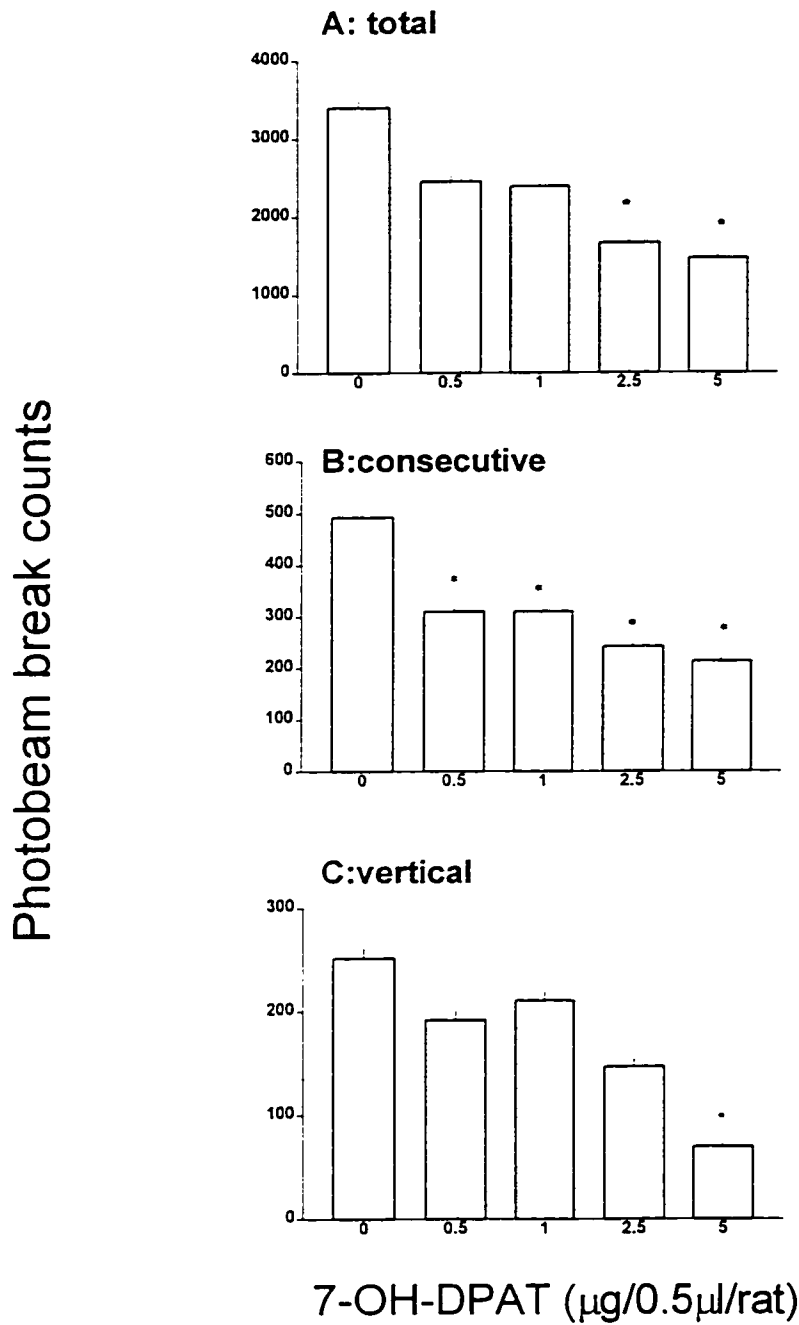 A: total
4000
3000
2000
1000
0
0 0.5 1 2.5 5
* *
B:consecutive
600
500
400
300
200
100
0
0 0.5 1 2.5 5
* * * *
C:vertical
300
200
100
0
0 0.5 1 2.5 5
*
Photobeam break counts
7-OH-DPAT (μg/0.5μl/rat)